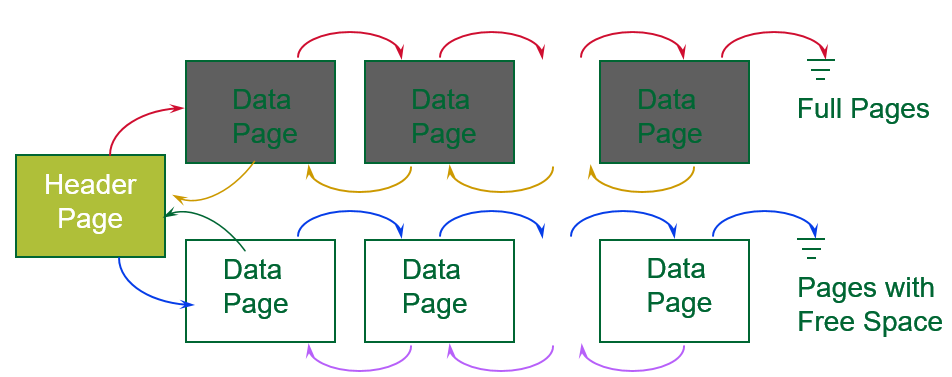 Data
Page
Data
Page
Data
Page
Full Pages
Header
Page
Data
Page
Data
Page
Data
Page
Pages with
Free Space